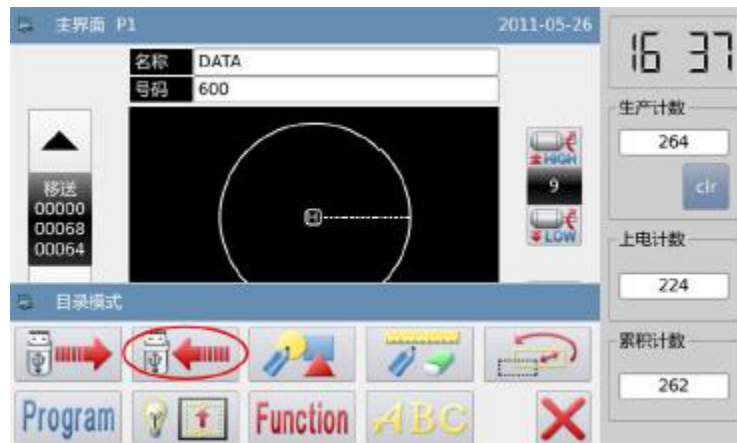 主界面 P1 2011-05-26
名称 DATA
号码 600
移送
00000
00068
00064
HIGH
9
LOW
目录模式
Program
Function
ABC
16 37
生产计数
264
clr
上电计数
224
累积计数
262